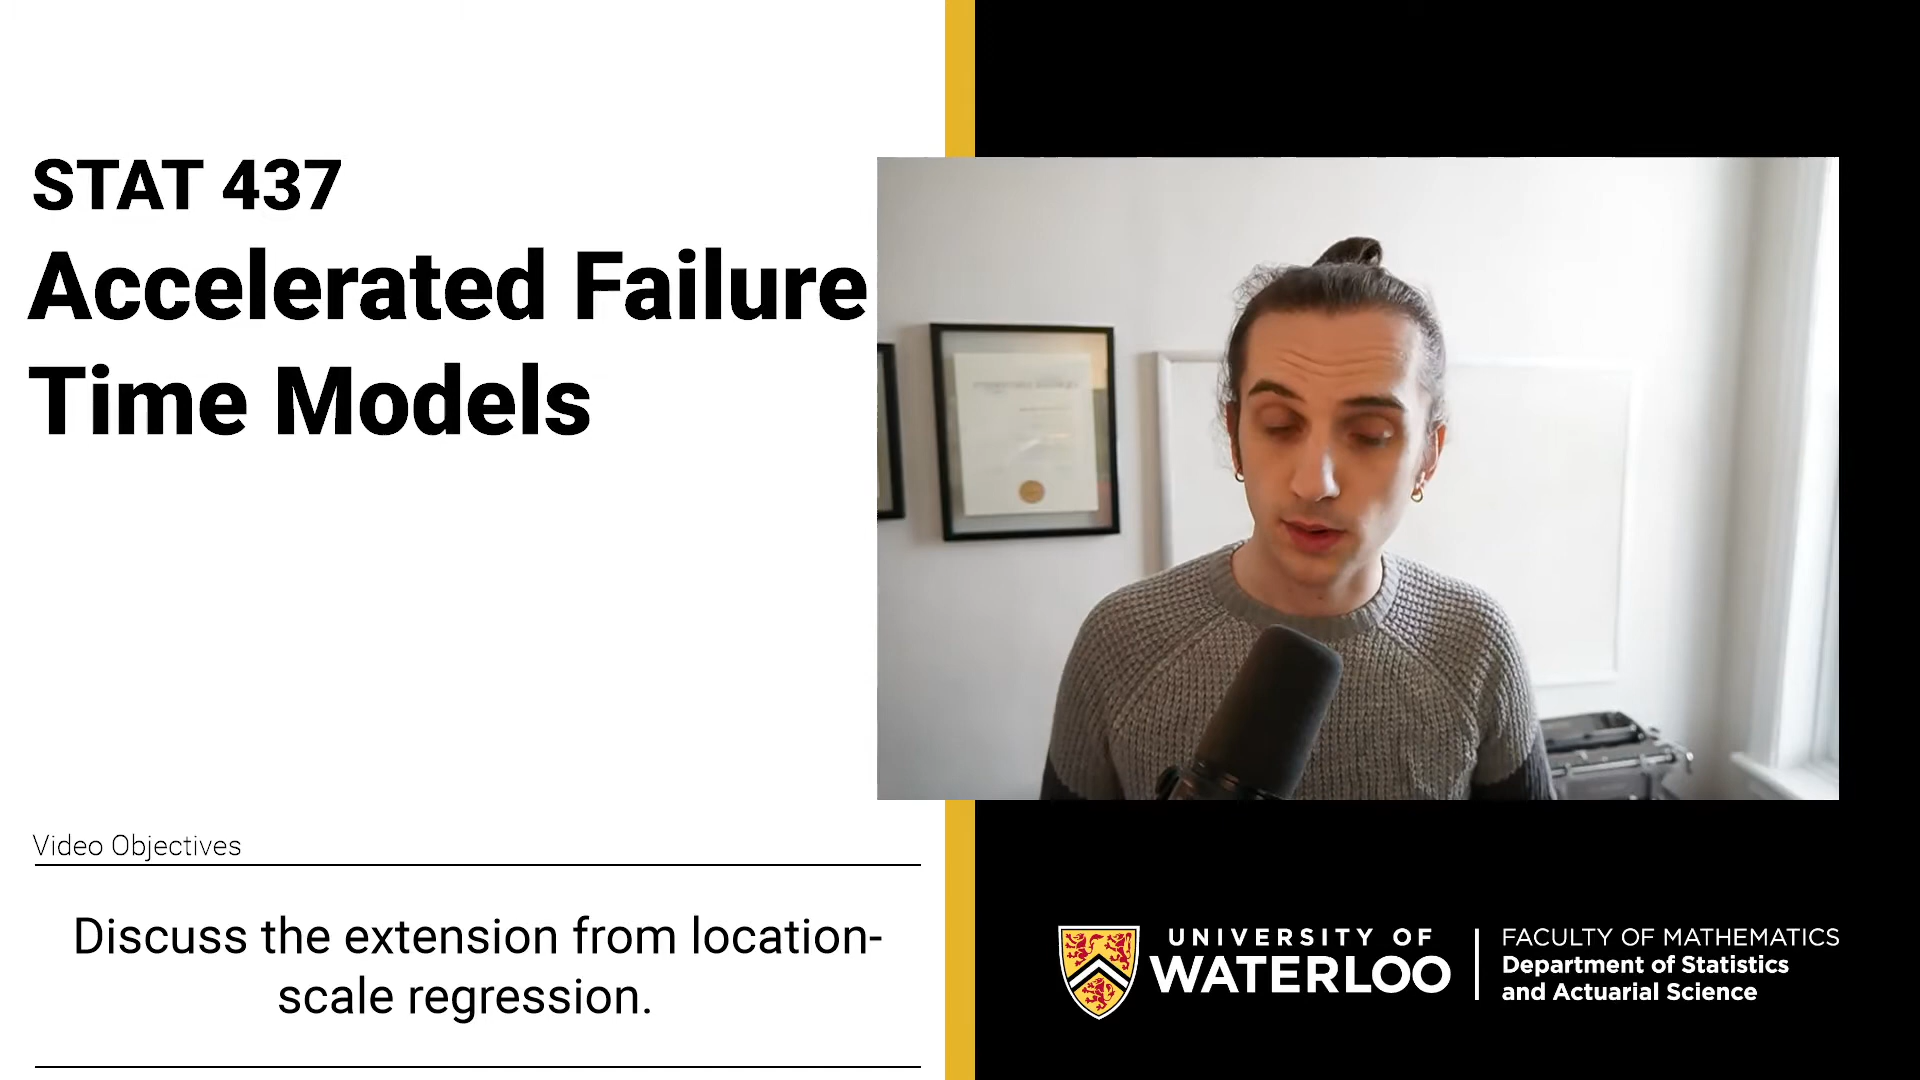 STAT 437
Accelerated Failure
Time Models
Video Objectives
Discuss the extension from location-
scale regression.
UNIVERSITY OF
WATERLOO
FACULTY OF MATHEMATICS
Department of Statistics
and Actuarial Science